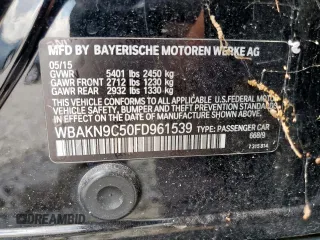 MFD BY BAYERISCHE MOTOREN WERKE AG
05/15
GVWR 5401 lbs 2450 kg
GAWR FRONT 2712 lbs 1230 kg
GAWR REAR 2932 lbs 1330 kg
THIS VEHICLE CONFORMS TO ALL APPLICABLE FEDERAL MOTOR
VEHICLE SAFETY, BUMPER, AND THEFT PREVENTION
STANDARDS IN EFFECT ON THE DATE OF MANUFACTURE
SHOWN ABOVE.
WBAKN9C50FD961539 TYPE: PASSENGER CAR
668/9
DREAMBID